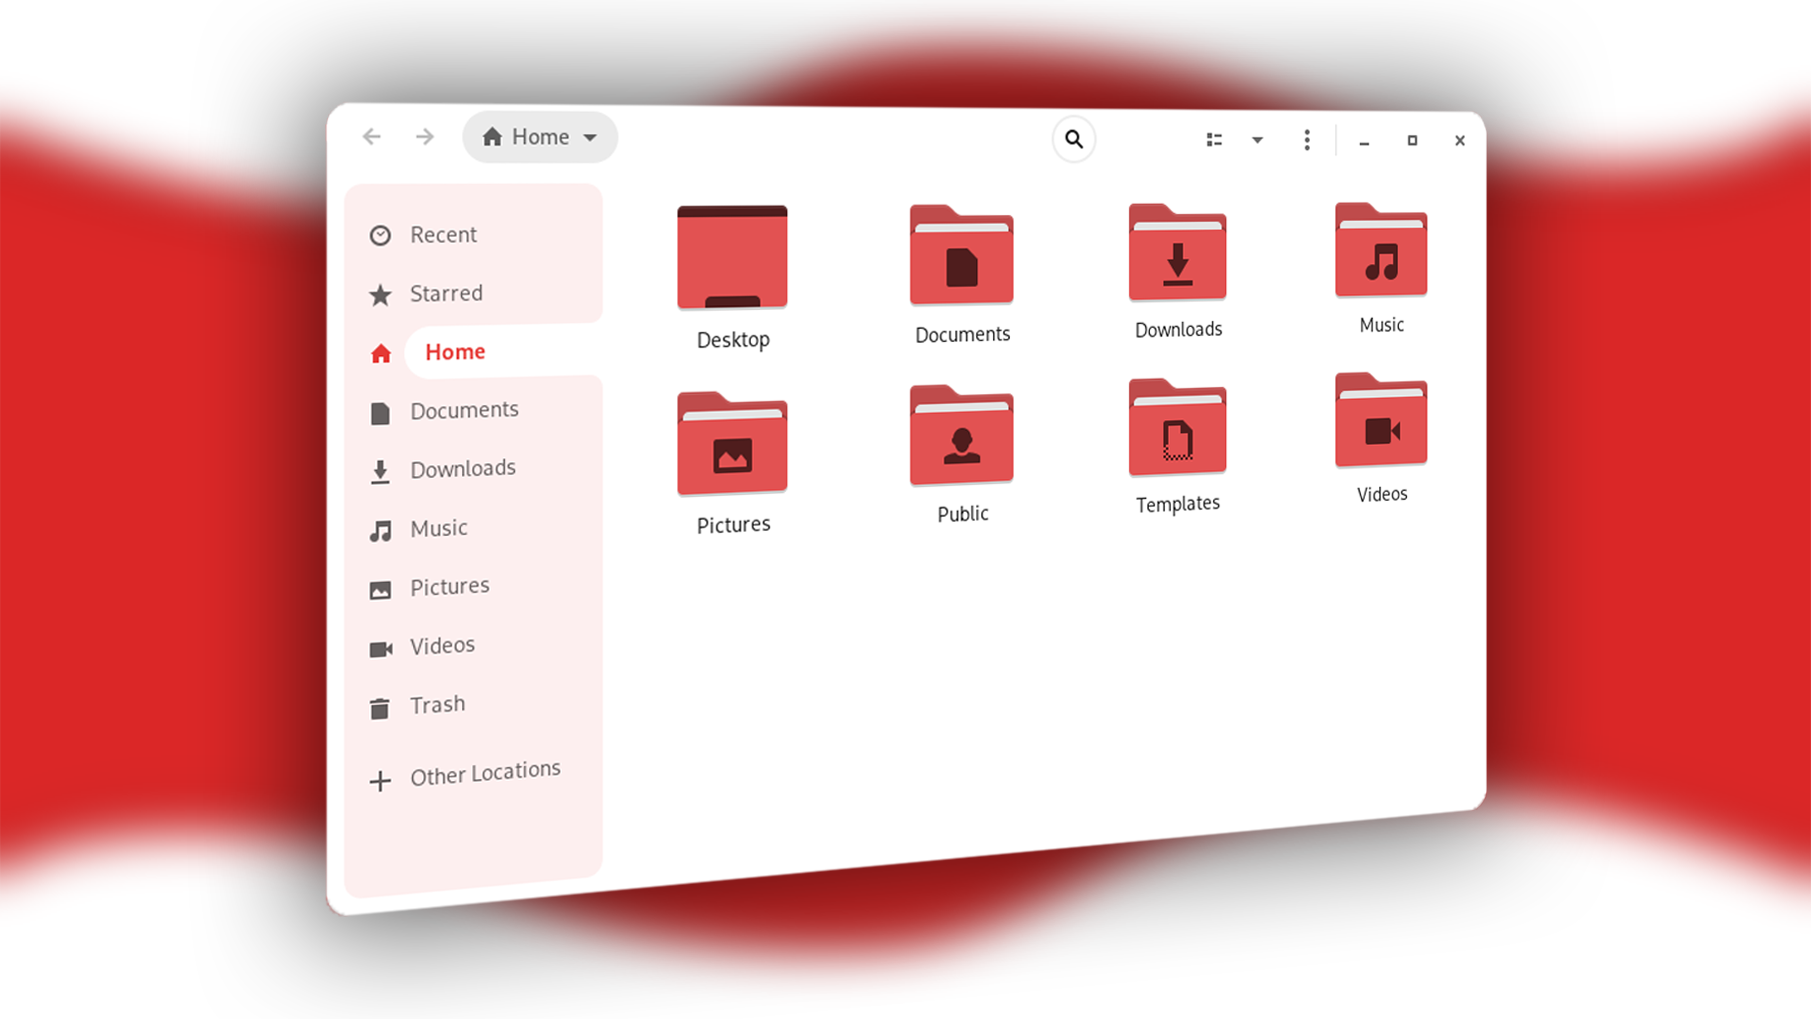 Home
Recent
Starred
Home
Documents
Downloads
Music
Pictures
Videos
Trash
Other Locations
Desktop
Documents
Downloads
Music
Pictures
Public
Templates
Videos